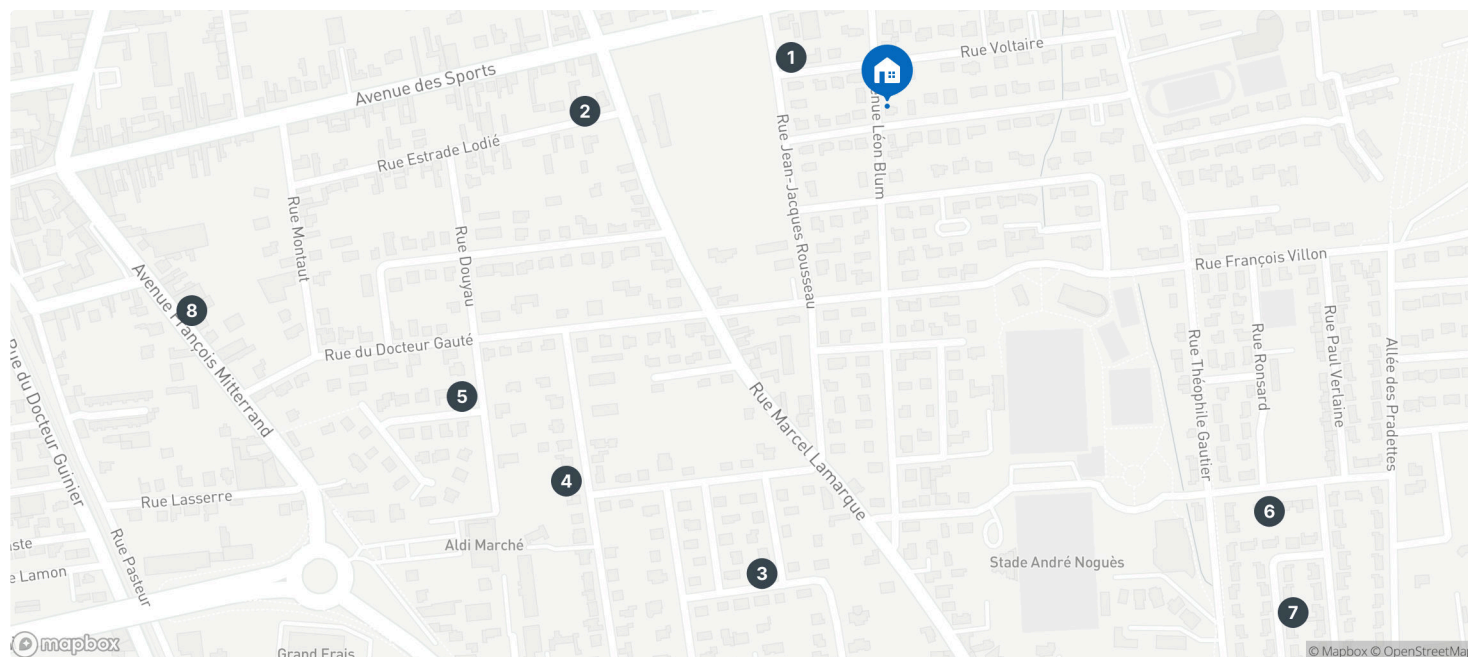 Rue Voltaire
1
Avenue des Sports
enue Léon Blum
2
Rue Estrade Lodié
Rue Jean-Jacques Rousseau
Rue Montaut
Rue Douyau
Rue François Villon
Avenue François Mitterrand
8
Rue du Docteur Gauté
Rue du Docteur Guinier
Rue Théophile Gautier
Rue Ronsard
Rue Paul Verlaine
Allée des Pradettes
5
Rue Marcel Lamarque
4
Rue Lasserre
6
Rue Pasteur
Aldi Marché
iste
e Lamon
3
Stade André Noguès
7
mapbox
Grand Frais
© Mapbox © OpenStreetMap